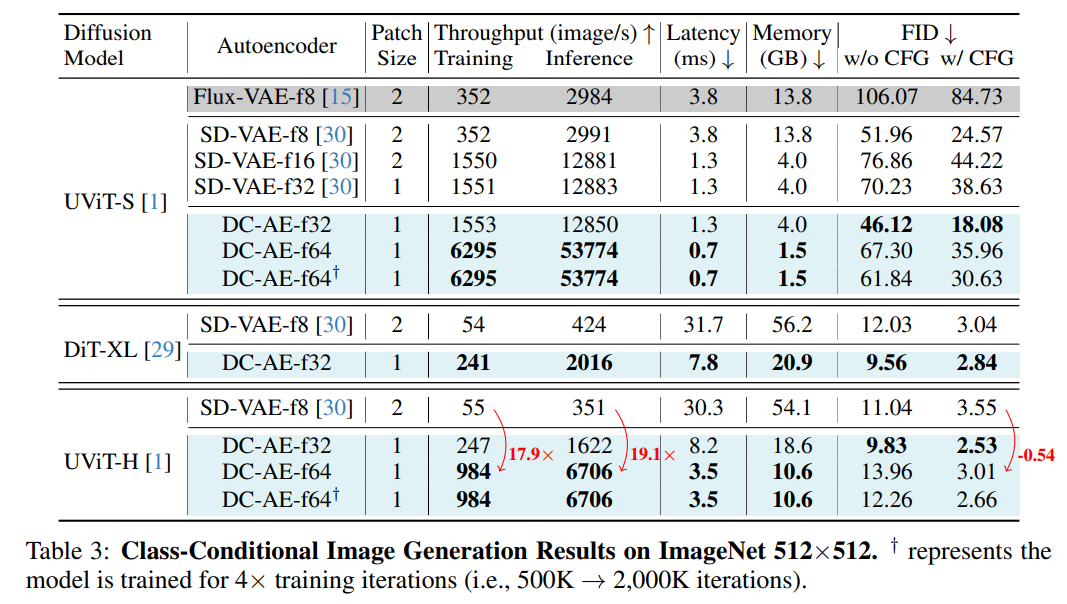 Diffusion Model Autoencoder Patch Size Throughput (image/s) ↑ Training Inference Latency (ms) ↓ Memory (GB) ↓ FID ↓ w/o CFG w/ CFG
UViT-S [1]
Flux-VAE-f8 [15] 2 352 2984 3.8 13.8 106.07 84.73
SD-VAE-f8 [30] 2 352 2991 3.8 13.8 51.96 24.57
SD-VAE-f16 [30] 2 1550 12881 1.3 4.0 76.86 44.22
SD-VAE-f32 [30] 1 1551 12883 1.3 4.0 70.23 38.63
DC-AE-f32 1 1553 12850 1.3 4.0 46.12 18.08
DC-AE-f64 1 6295 53774 0.7 1.5 67.30 35.96
DC-AE-f64† 1 6295 53774 0.7 1.5 61.84 30.63
DiT-XL [29]
SD-VAE-f8 [30] 2 54 424 31.7 56.2 12.03 3.04
DC-AE-f32 1 241 2016 7.8 20.9 9.56 2.84
UViT-H [1]
SD-VAE-f8 [30] 2 55 351 30.3 54.1 11.04 3.55
DC-AE-f32 1 247 1622 8.2 18.6 9.83 2.53
17.9× 19.1× -0.54
DC-AE-f64 1 984 6706 3.5 10.6 13.96 3.01
DC-AE-f64† 1 984 6706 3.5 10.6 12.26 2.66
Table 3: Class-Conditional Image Generation Results on ImageNet 512×512. † represents the
model is trained for 4× training iterations (i.e., 500K → 2,000K iterations).